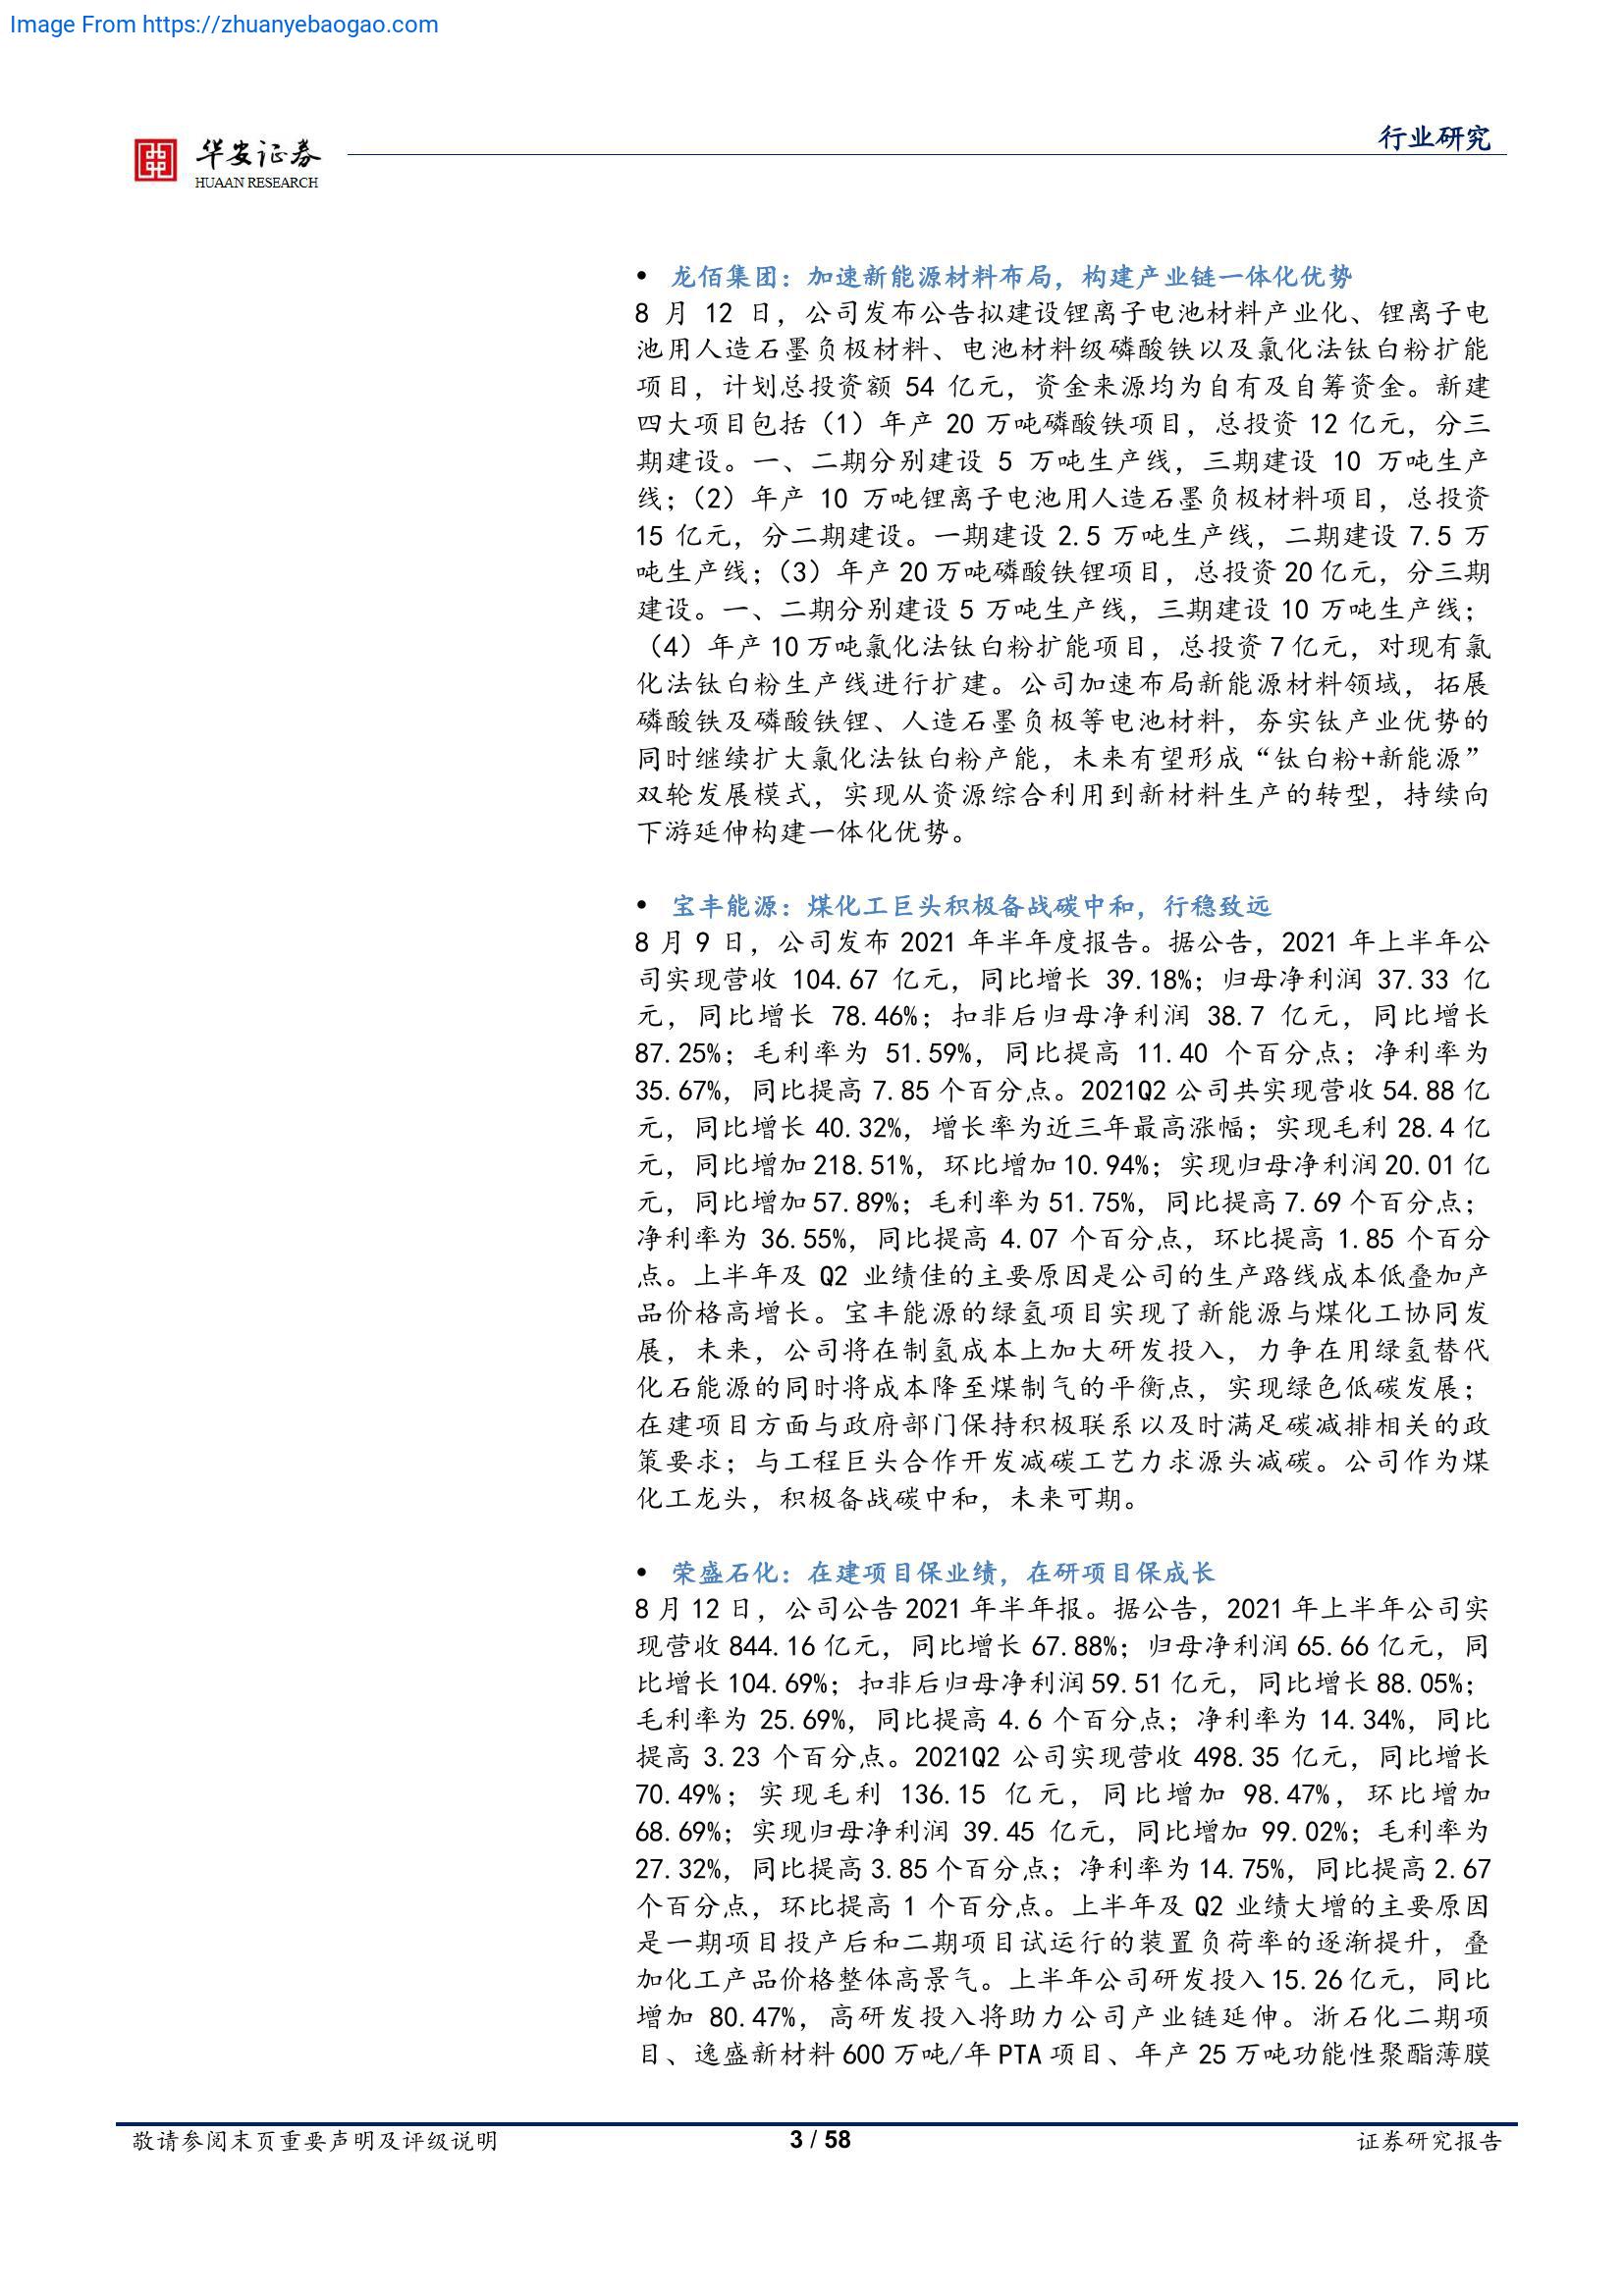 Image From https://zhuanyebaogao.com
华安证券
HUAAN RESEARCH
行业研究
• 龙佰集团：加速新能源材料布局，构建产业链一体化优势
8 月 12 日，公司发布公告拟建设锂离子电池材料产业化、锂离子电
池用人造石墨负极材料、电池材料级磷酸铁以及氯化法钛白粉扩能
项目，计划总投资额 54 亿元，资金来源均为自有及自筹资金。新建
四大项目包括（1）年产 20 万吨磷酸铁项目，总投资 12 亿元，分三
期建设。一、二期分别建设 5 万吨生产线，三期建设 10 万吨生产
线；（2）年产 10 万吨锂离子电池用人造石墨负极材料项目，总投资
15 亿元，分二期建设。一期建设 2.5 万吨生产线，二期建设 7.5 万
吨生产线；（3）年产 20 万吨磷酸铁锂项目，总投资 20 亿元，分三期
建设。一、二期分别建设 5 万吨生产线，三期建设 10 万吨生产线；
（4）年产 10 万吨氯化法钛白粉扩能项目，总投资 7 亿元，对现有氯
化法钛白粉生产线进行扩建。公司加速布局新能源材料领域，拓展
磷酸铁及磷酸铁锂、人造石墨负极等电池材料，夯实钛产业优势的
同时继续扩大氯化法钛白粉产能，未来有望形成“钛白粉+新能源”
双轮发展模式，实现从资源综合利用到新材料生产的转型，持续向
下游延伸构建一体化优势。
• 宝丰能源：煤化工巨头积极备战碳中和，行稳致远
8 月 9 日，公司发布 2021 年半年度报告。据公告，2021 年上半年公
司实现营收 104.67 亿元，同比增长 39.18%；归母净利润 37.33 亿
元，同比增长 78.46%；扣非后归母净利润 38.7 亿元，同比增长
87.25%；毛利率为 51.59%，同比提高 11.40 个百分点；净利率为
35.67%，同比提高 7.85 个百分点。2021Q2 公司共实现营收 54.88 亿
元，同比增长 40.32%，增长率为近三年最高涨幅；实现毛利 28.4 亿
元，同比增加 218.51%，环比增加 10.94%；实现归母净利润 20.01 亿
元，同比增加 57.89%；毛利率为 51.75%，同比提高 7.69 个百分点；
净利率为 36.55%，同比提高 4.07 个百分点，环比提高 1.85 个百分
点。上半年及 Q2 业绩佳的主要原因是公司的生产路线成本低叠加产
品价格高增长。宝丰能源的绿氢项目实现了新能源与煤化工协同发
展，未来，公司将在制氢成本上加大研发投入，力争在用绿氢替代
化石能源的同时将成本降至煤制气的平衡点，实现绿色低碳发展；
在建项目方面与政府部门保持积极联系以及时满足碳减排相关的政
策要求；与工程巨头合作开发减碳工艺力求源头减碳。公司作为煤
化工龙头，积极备战碳中和，未来可期。
• 荣盛石化：在建项目保业绩，在研项目保成长
8 月 12 日，公司公告 2021 年半年报。据公告，2021 年上半年公司实
现营收 844.16 亿元，同比增长 67.88%；归母净利润 65.66 亿元，同
比增长 104.69%；扣非后归母净利润 59.51 亿元，同比增长 88.05%；
毛利率为 25.69%，同比提高 4.6 个百分点；净利率为 14.34%，同比
提高 3.23 个百分点。2021Q2 公司实现营收 498.35 亿元，同比增长
70.49%；实现毛利 136.15 亿元，同比增加 98.47%，环比增加
68.69%；实现归母净利润 39.45 亿元，同比增加 99.02%；毛利率为
27.32%，同比提高 3.85 个百分点；净利率为 14.75%，同比提高 2.67
个百分点，环比提高 1 个百分点。上半年及 Q2 业绩大增的主要原因
是一期项目投产后和二期项目试运行的装置负荷率的逐渐提升，叠
加化工产品价格整体高景气。上半年公司研发投入 15.26 亿元，同比
增加 80.47%，高研发投入将助力公司产业链延伸。浙石化二期项
目、逸盛新材料 600 万吨/年 PTA 项目、年产 25 万吨功能性聚酯薄膜
敬请参阅末页重要声明及评级说明
3 / 58
证券研究报告